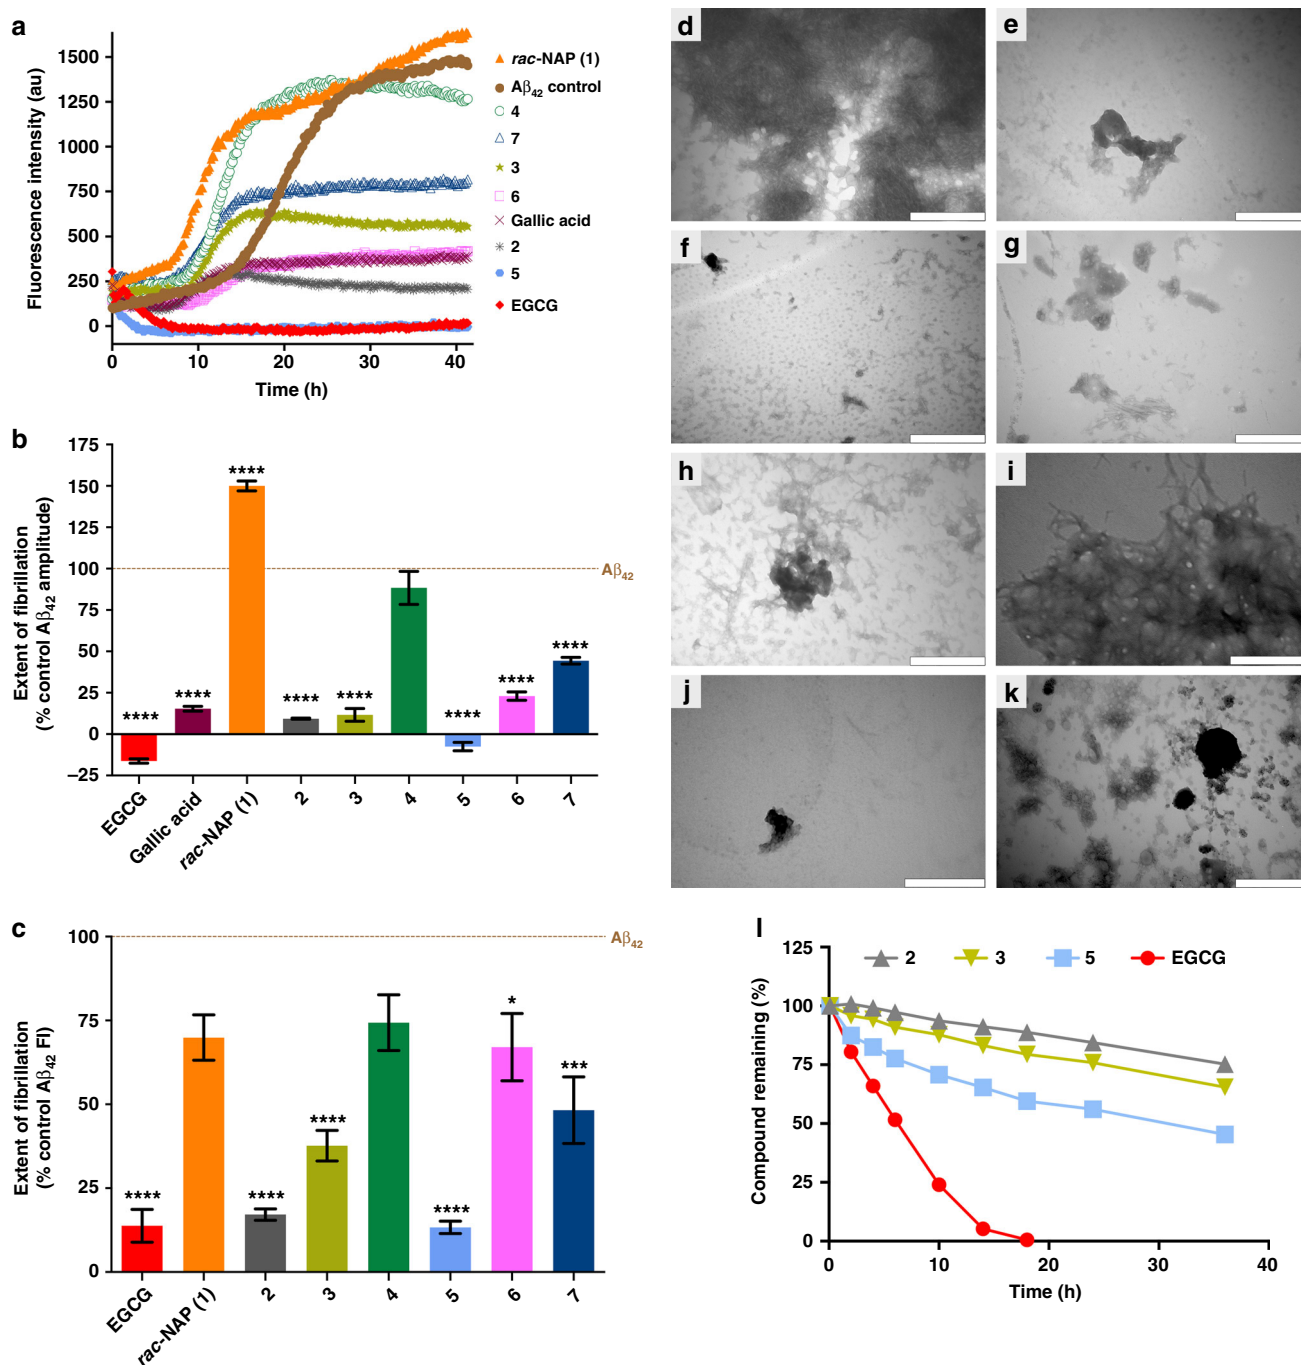 a
Fluorescence intensity (au)
1500
1250
1000
750
500
250
0
0 10 20 30 40
Time (h)
rac-NAP (1)
Aβ42 control
4
7
3
6
Gallic acid
2
5
EGCG
b
Extent of fibrillation
(% control Aβ42 amplitude)
175
150
125
100
75
50
25
0
−25
Aβ42
**** **** **** **** **** **** **** ****
EGCG Gallic acid rac-NAP (1) 2 3 4 5 6 7
c
Extent of fibrillation
(% control Aβ42 FI)
100
75
50
25
0
Aβ42
**** **** **** **** * ***
EGCG rac-NAP (1) 2 3 4 5 6 7
d e
f g
h i
j k
l
Compound remaining (%)
125
100
75
50
25
0
2 3 5 EGCG
0 10 20 30 40
Time (h)